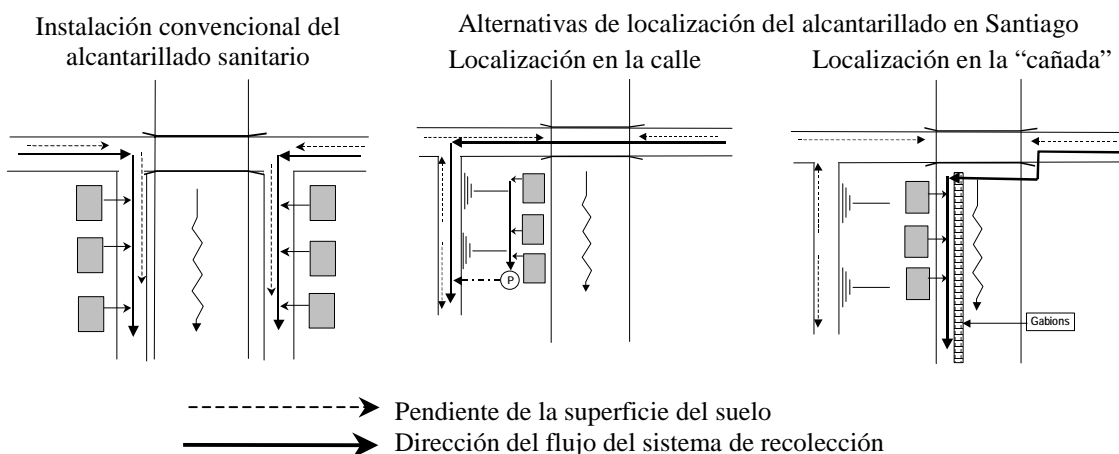 Instalación convencional del
alcantarillado sanitario
Alternativas de localización del alcantarillado en Santiago
Localización en la calle
Localización en la “cañada”
P
Gabions
Pendiente de la superficie del suelo
Dirección del flujo del sistema de recolección